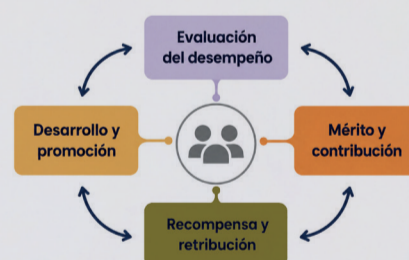 Evaluación
del desempeño
Desarrollo y
promoción
Mérito y
contribución
Recompensa y
retribución